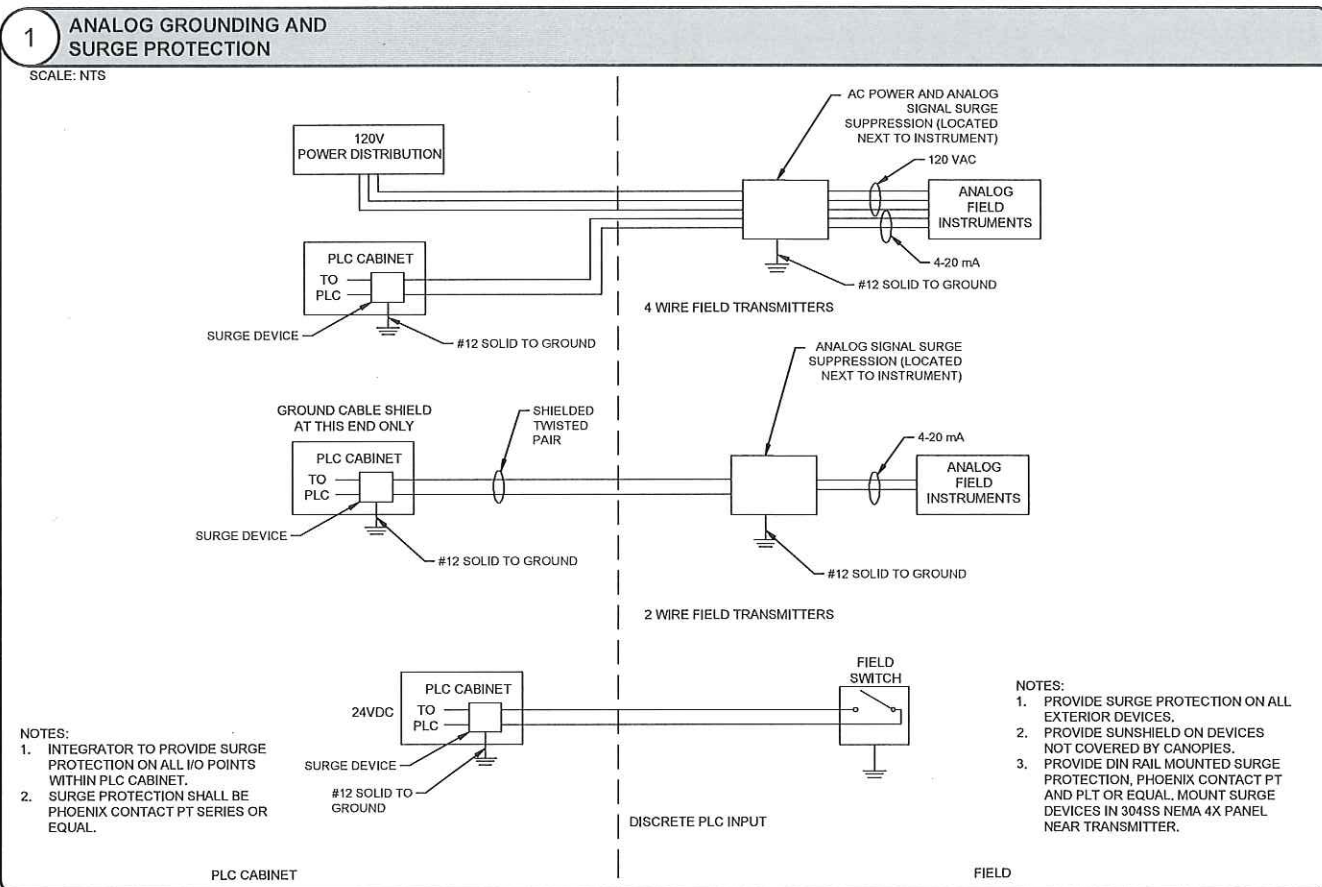 1
ANALOG GROUNDING AND
SURGE PROTECTION
SCALE: NTS
120V
POWER DISTRIBUTION
AC POWER AND ANALOG
SIGNAL SURGE
SUPPRESSION (LOCATED
NEXT TO INSTRUMENT)
120 VAC
ANALOG
FIELD
INSTRUMENTS
4-20 mA
#12 SOLID TO GROUND
PLC CABINET
TO
PLC
SURGE DEVICE
#12 SOLID TO GROUND
4 WIRE FIELD TRANSMITTERS
GROUND CABLE SHIELD
AT THIS END ONLY
SHIELDED
TWISTED
PAIR
PLC CABINET
TO
PLC
SURGE DEVICE
#12 SOLID TO GROUND
ANALOG SIGNAL SURGE
SUPPRESSION (LOCATED
NEXT TO INSTRUMENT)
4-20 mA
ANALOG
FIELD
INSTRUMENTS
#12 SOLID TO GROUND
2 WIRE FIELD TRANSMITTERS
PLC CABINET
24VDC
TO
PLC
SURGE DEVICE
#12 SOLID TO
GROUND
FIELD
SWITCH
DISCRETE PLC INPUT
NOTES:
1. INTEGRATOR TO PROVIDE SURGE
PROTECTION ON ALL I/O POINTS
WITHIN PLC CABINET.
2. SURGE PROTECTION SHALL BE
PHOENIX CONTACT PT SERIES OR
EQUAL.
NOTES:
1. PROVIDE SURGE PROTECTION ON ALL
EXTERIOR DEVICES.
2. PROVIDE SUNSHIELD ON DEVICES
NOT COVERED BY CANOPIES.
3. PROVIDE DIN RAIL MOUNTED SURGE
PROTECTION, PHOENIX CONTACT PT
AND PLT OR EQUAL. MOUNT SURGE
DEVICES IN 304SS NEMA 4X PANEL
NEAR TRANSMITTER.
PLC CABINET
FIELD